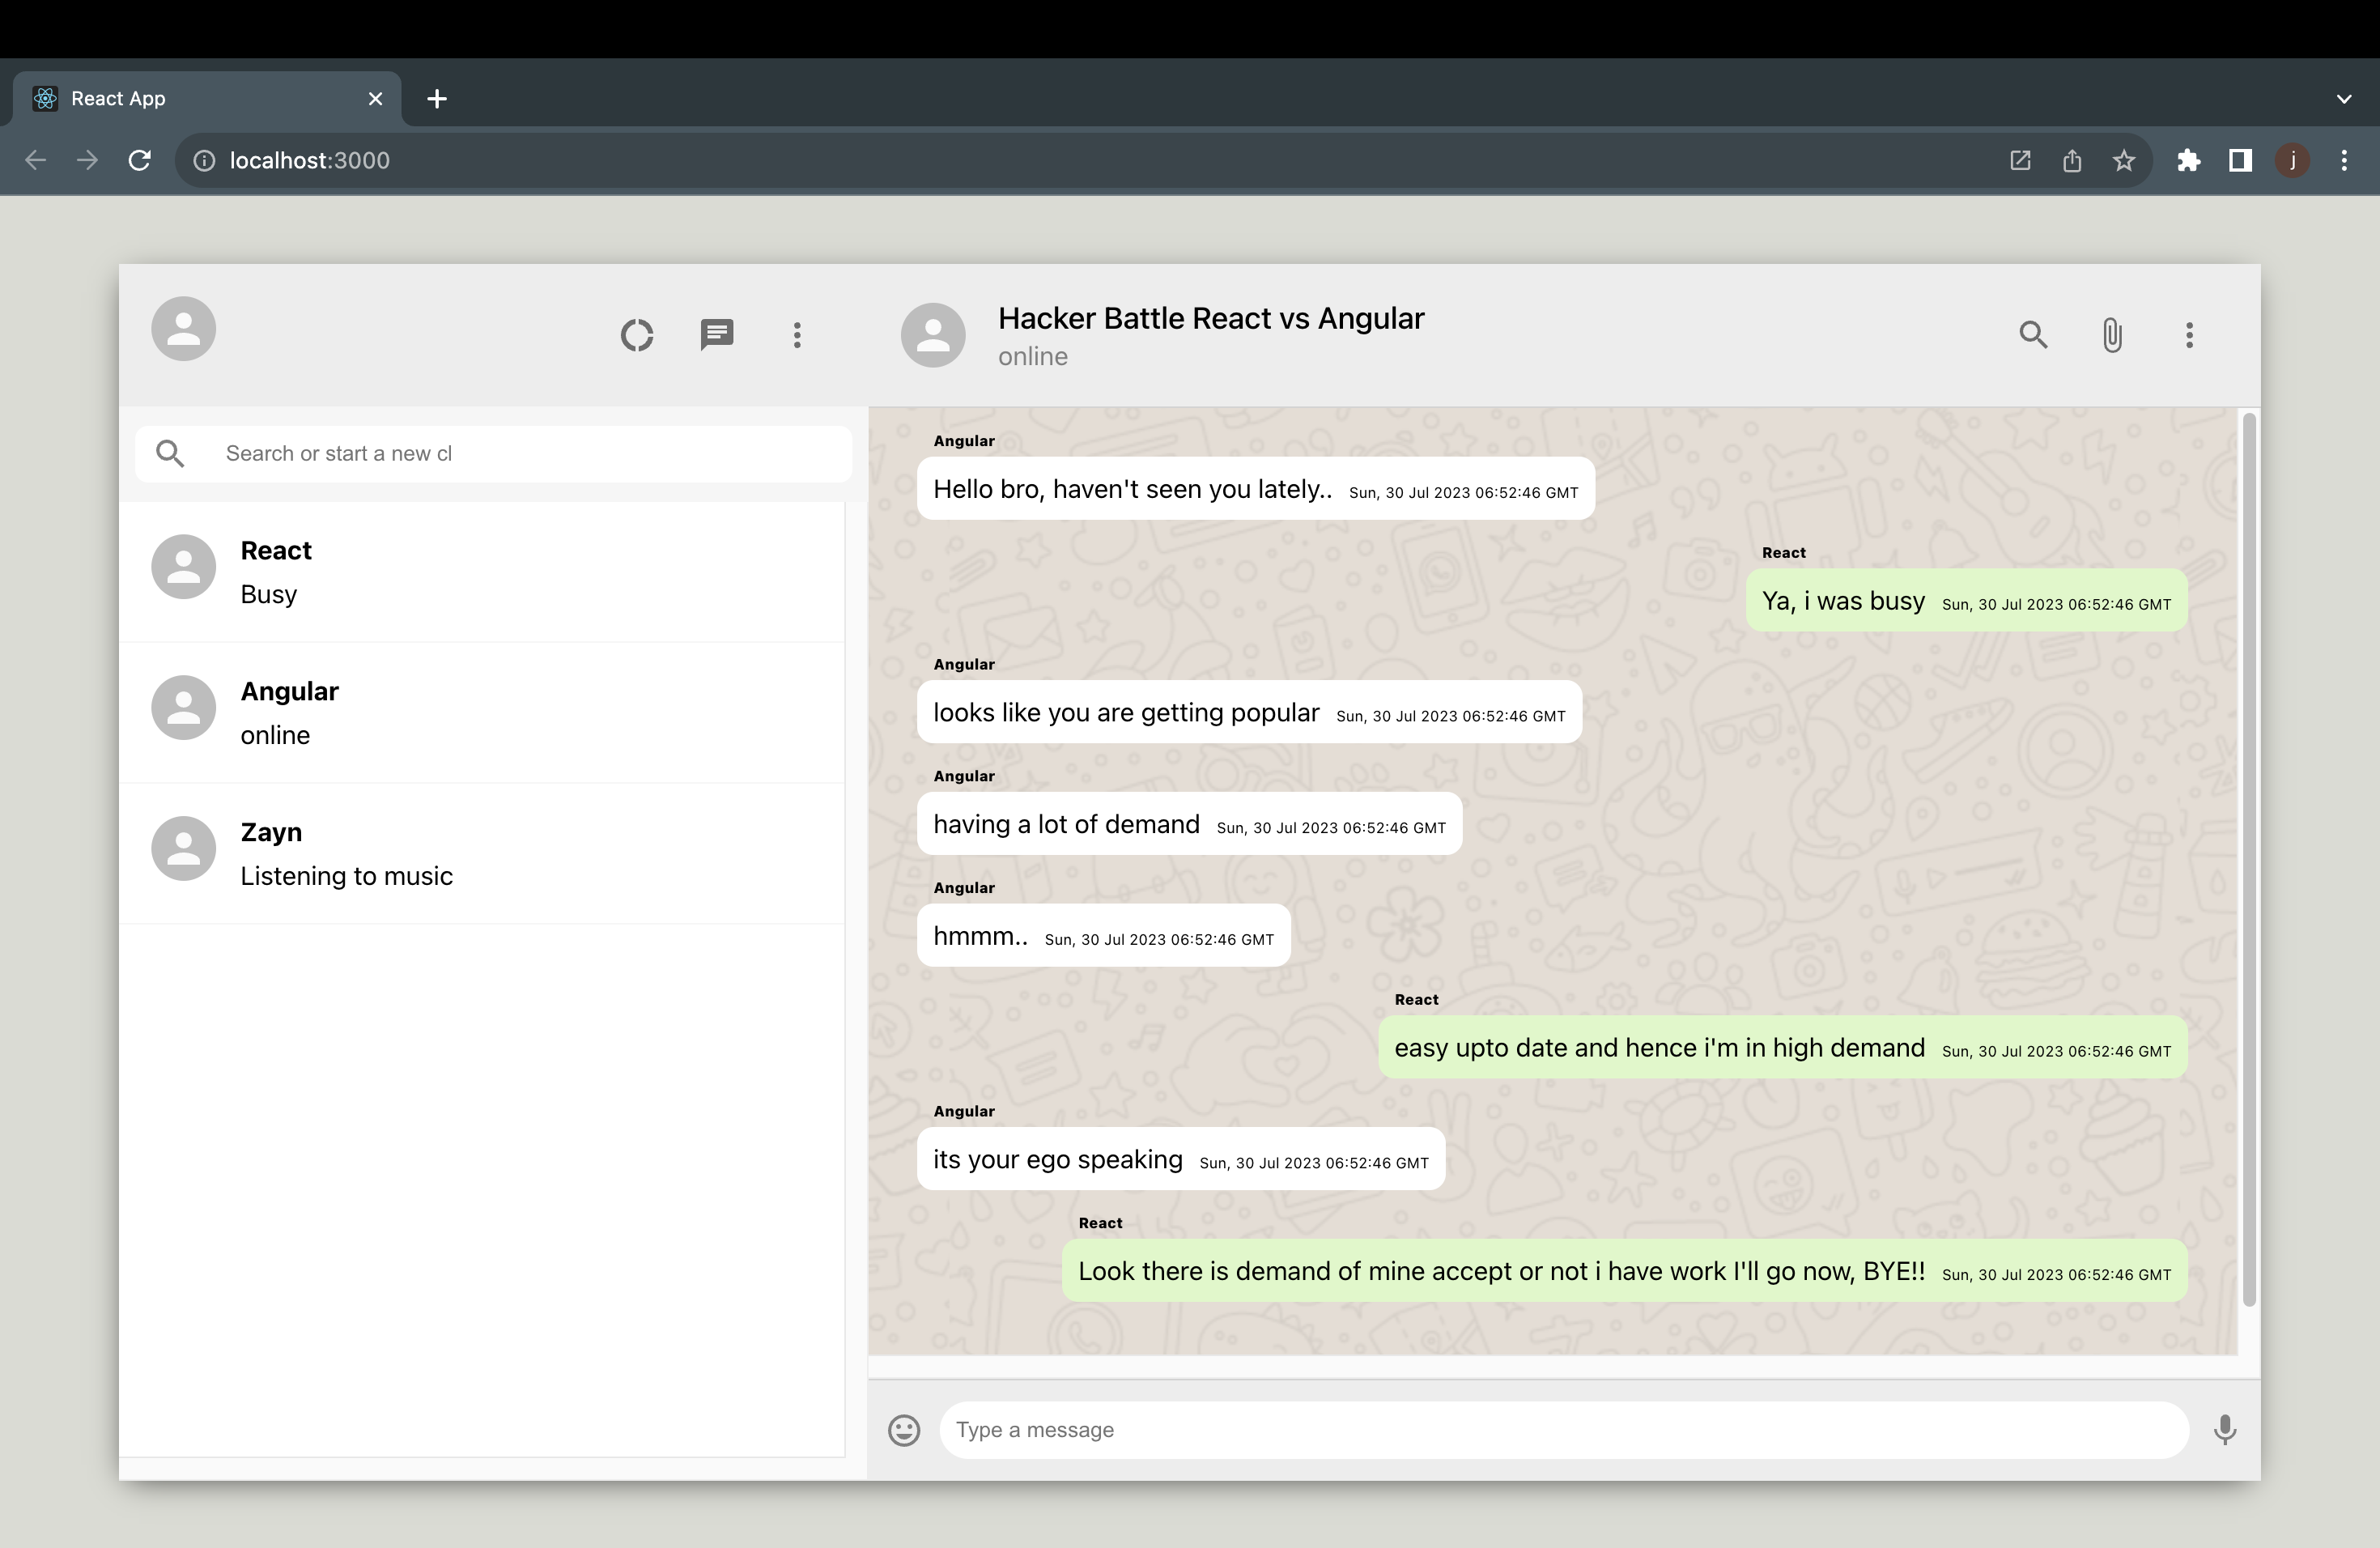 React App
localhost:3000
j
Hacker Battle React vs Angular
online
Search or start a new cl
React
Busy
Angular
online
Zayn
Listening to music
Angular
Hello bro, haven't seen you lately.. Sun, 30 Jul 2023 06:52:46 GMT
React
Ya, i was busy Sun, 30 Jul 2023 06:52:46 GMT
Angular
looks like you are getting popular Sun, 30 Jul 2023 06:52:46 GMT
Angular
having a lot of demand Sun, 30 Jul 2023 06:52:46 GMT
Angular
hmmm.. Sun, 30 Jul 2023 06:52:46 GMT
React
easy upto date and hence i'm in high demand Sun, 30 Jul 2023 06:52:46 GMT
Angular
its your ego speaking Sun, 30 Jul 2023 06:52:46 GMT
React
Look there is demand of mine accept or not i have work I'll go now, BYE!! Sun, 30 Jul 2023 06:52:46 GMT
Type a message